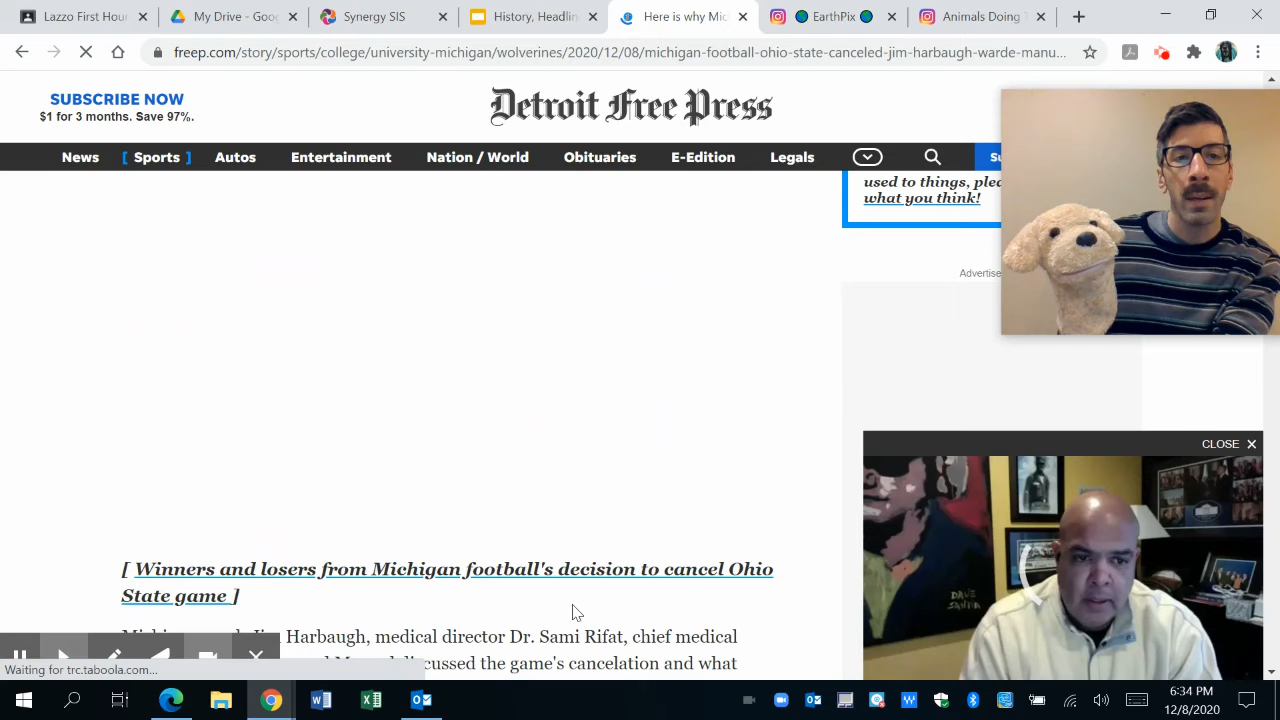 Lazzo First Hour
My Drive - Goo
Synergy SIS
History, Headlin
Here is why Mic
EarthPix
Animals Doing T
freep.com/story/sports/college/university-michigan/wolverines/2020/12/08/michigan-football-ohio-state-canceled-jim-harbaugh-warde-manu...
SUBSCRIBE NOW
$1 for 3 months. Save 97%.
Detroit Free Press
News [ Sports ] Autos Entertainment Nation / World Obituaries E-Edition Legals Su
used to things, plea
what you think!
Advertise
CLOSE X
DAVE
[ Winners and losers from Michigan football's decision to cancel Ohio
State game ]
Harbaugh, medical director Dr. Sami Rifat, chief medical
discussed the game's cancelation and what
Waiting for trc.taboola.com...
6:34 PM
12/8/2020